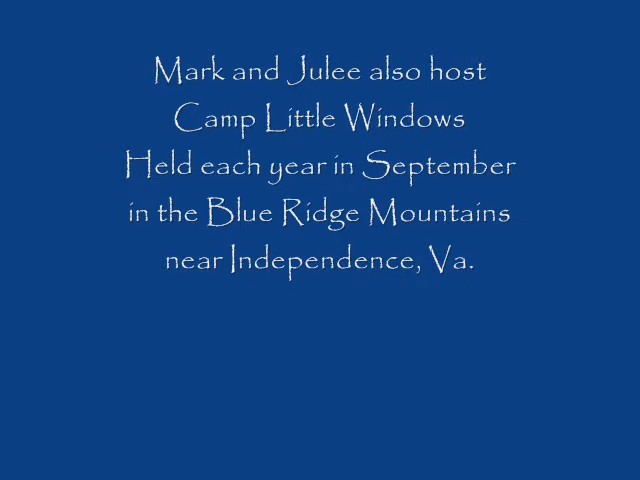 Mark and Julee also host
Camp Little Windows
Held each year in September
in the Blue Ridge Mountains
near Independence, Va.